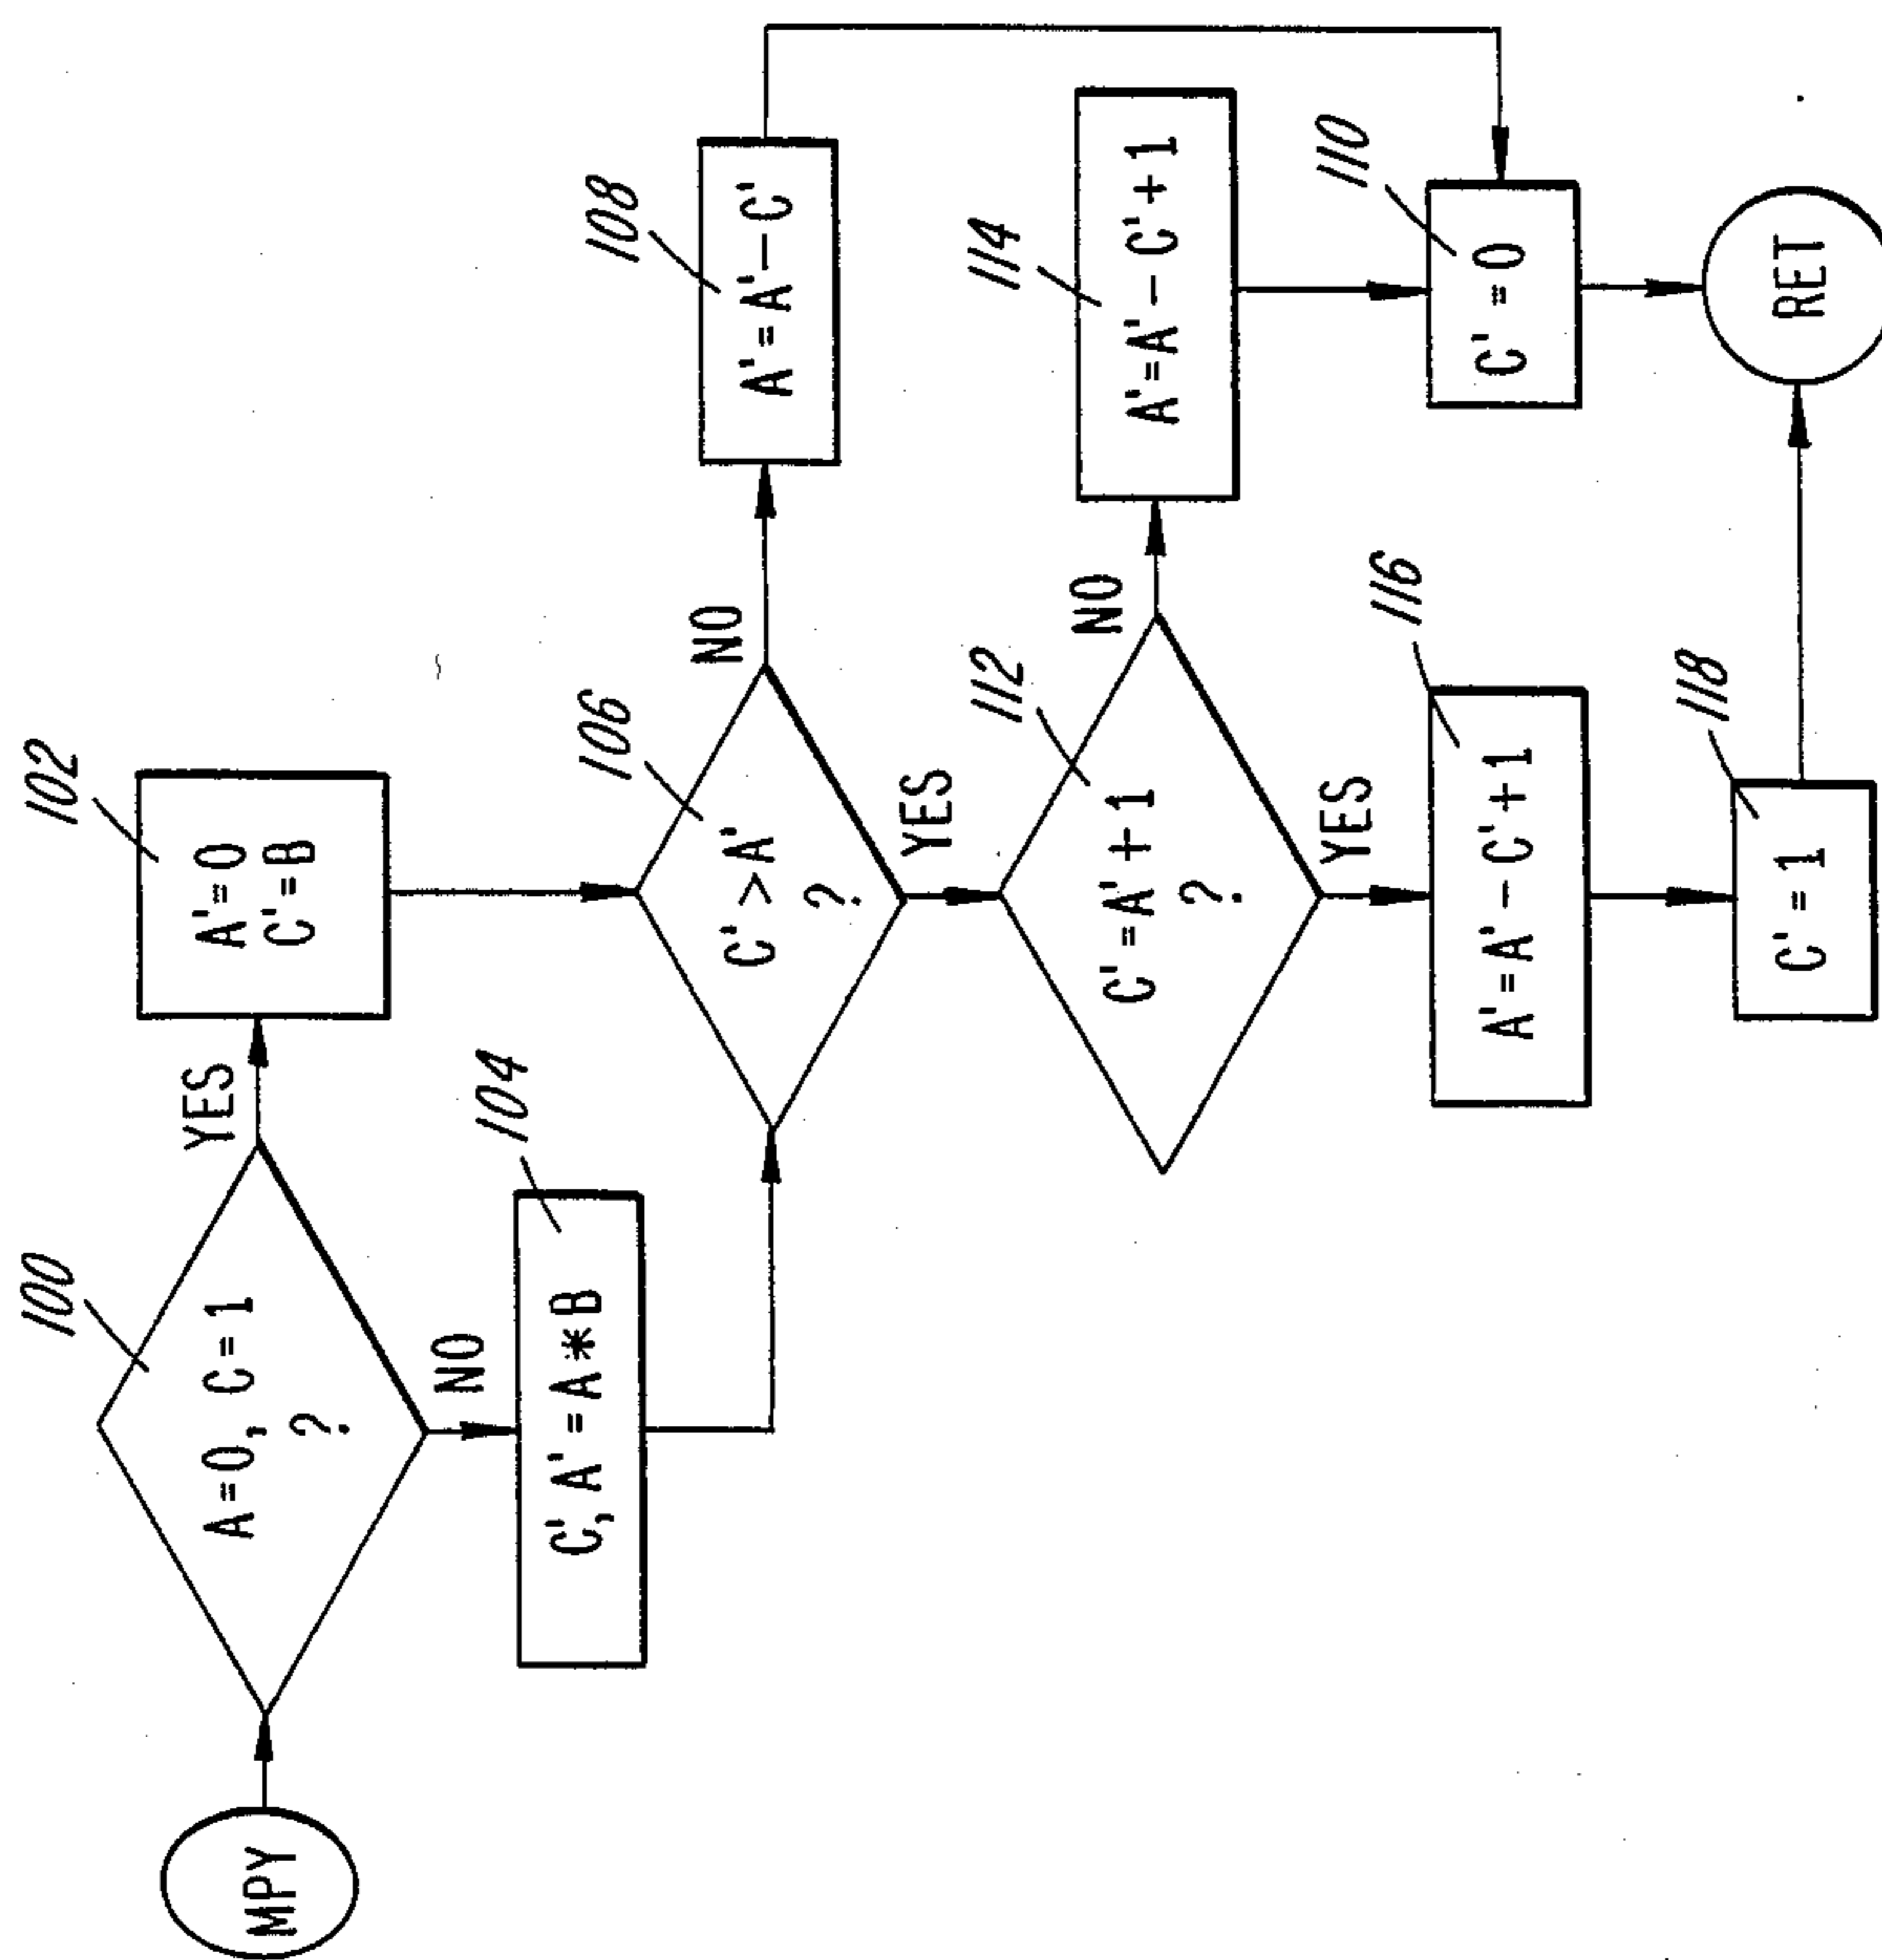 MPY
100
A=0, C=1
?
YES
102
A'=0
C'=B
NO
104
C', A'=A*B
106
C' > A'
?
NO
108
A'=A'-C'
YES
112
C'=A'+1
?
NO
114
A'=A'-C'+1
110
C'=0
YES
116
A'=A'-C'+1
118
C'=1
RET